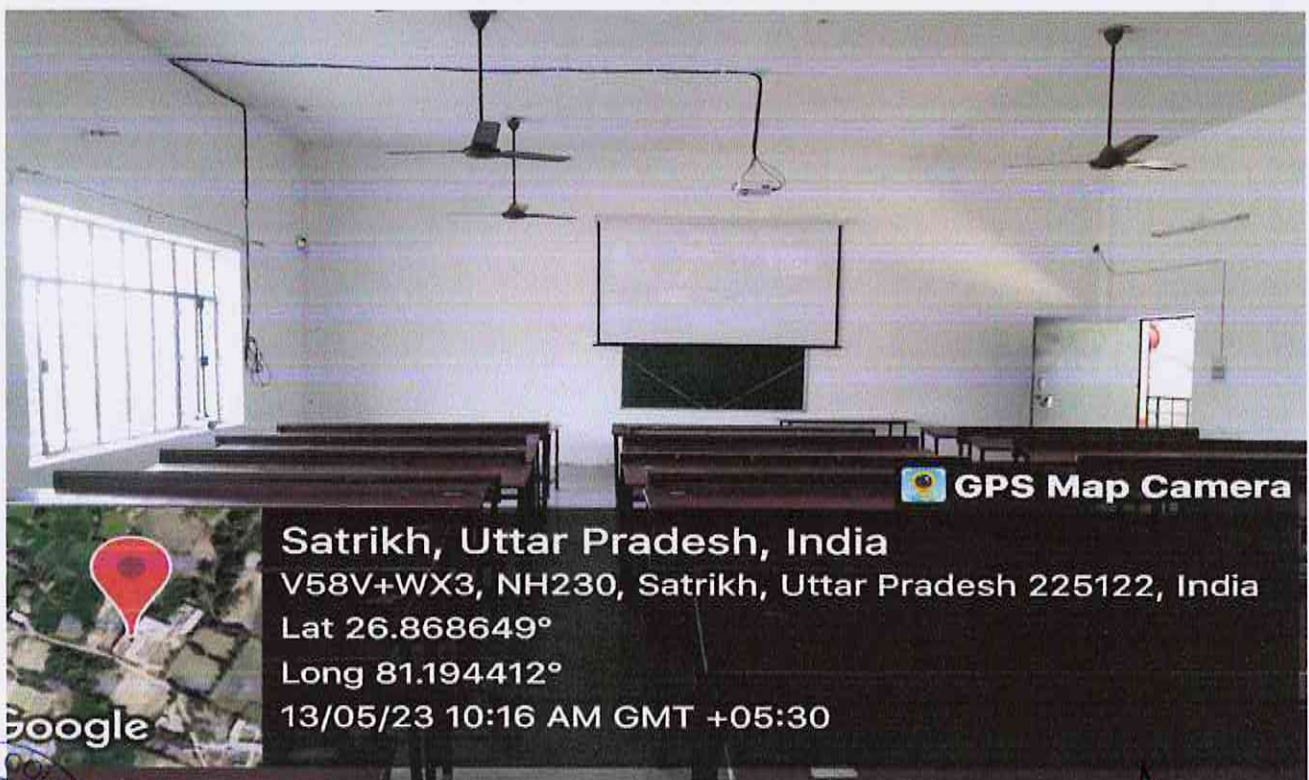 GPS Map Camera
Satrikh, Uttar Pradesh, India
V58V+WX3, NH230, Satrikh, Uttar Pradesh 225122, India
Lat 26.868649°
Long 81.194412°
13/05/23 10:16 AM GMT +05:30
Google